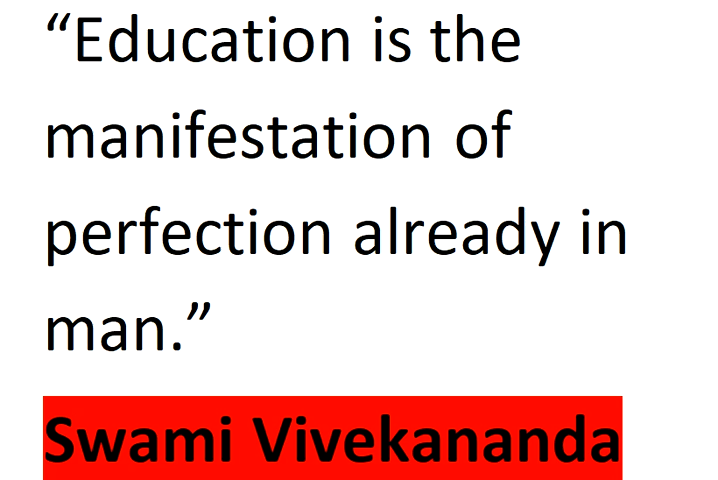 “Education is the
manifestation of
perfection already in
man.”
Swami Vivekananda